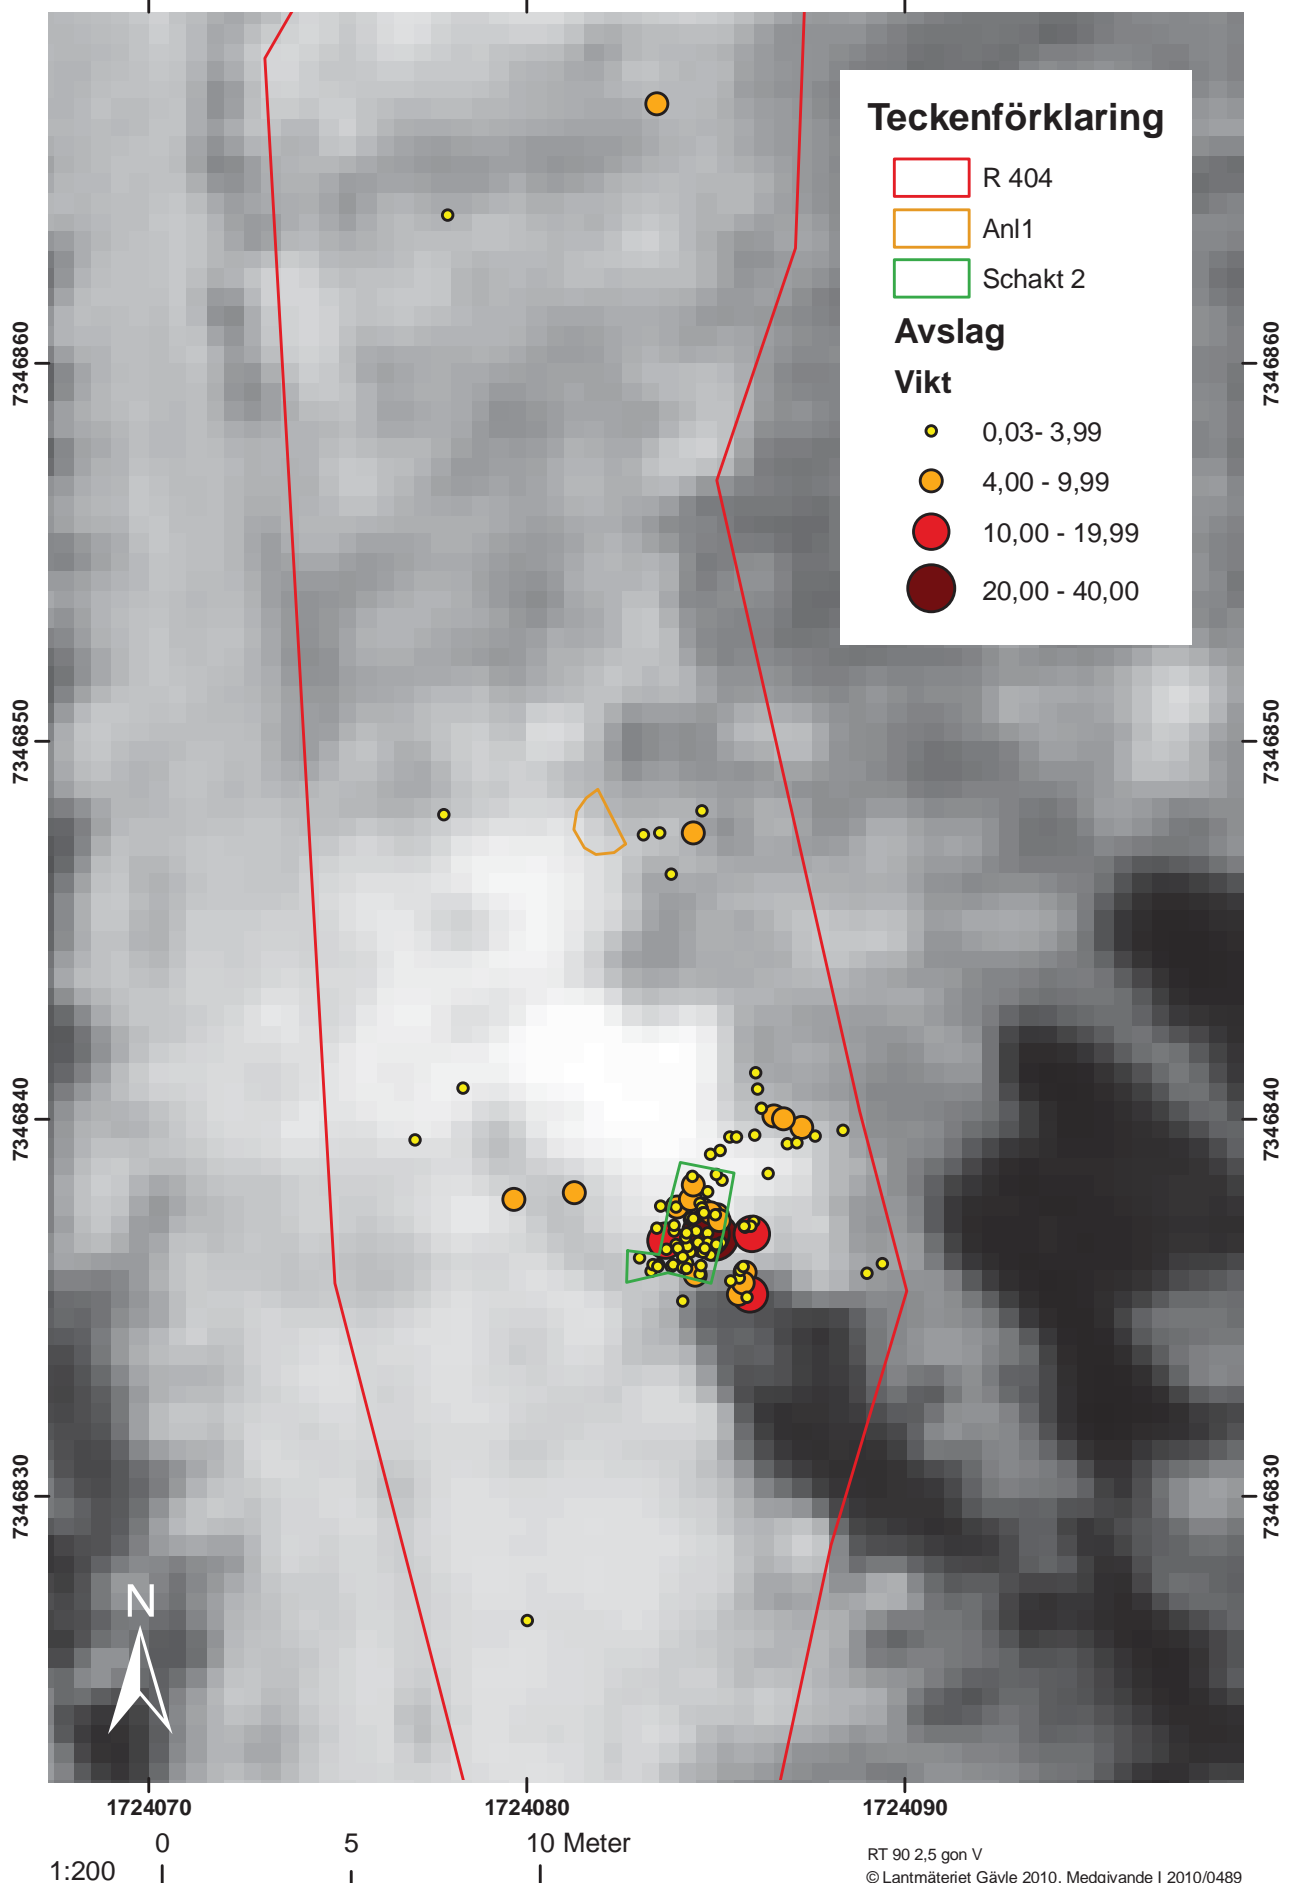 Teckenförklaring
R 404
Anl1
Schakt 2
Avslag
Vikt
0,03- 3,99
4,00 - 9,99
10,00 - 19,99
20,00 - 40,00
7346860
7346860
7346850
7346850
7346840
7346840
7346830
7346830
N
1724070
1724080
1724090
0
5
10 Meter
1:200
RT 90 2,5 gon V
© Lantmäteriet Gävle 2010. Medgivande I 2010/0489